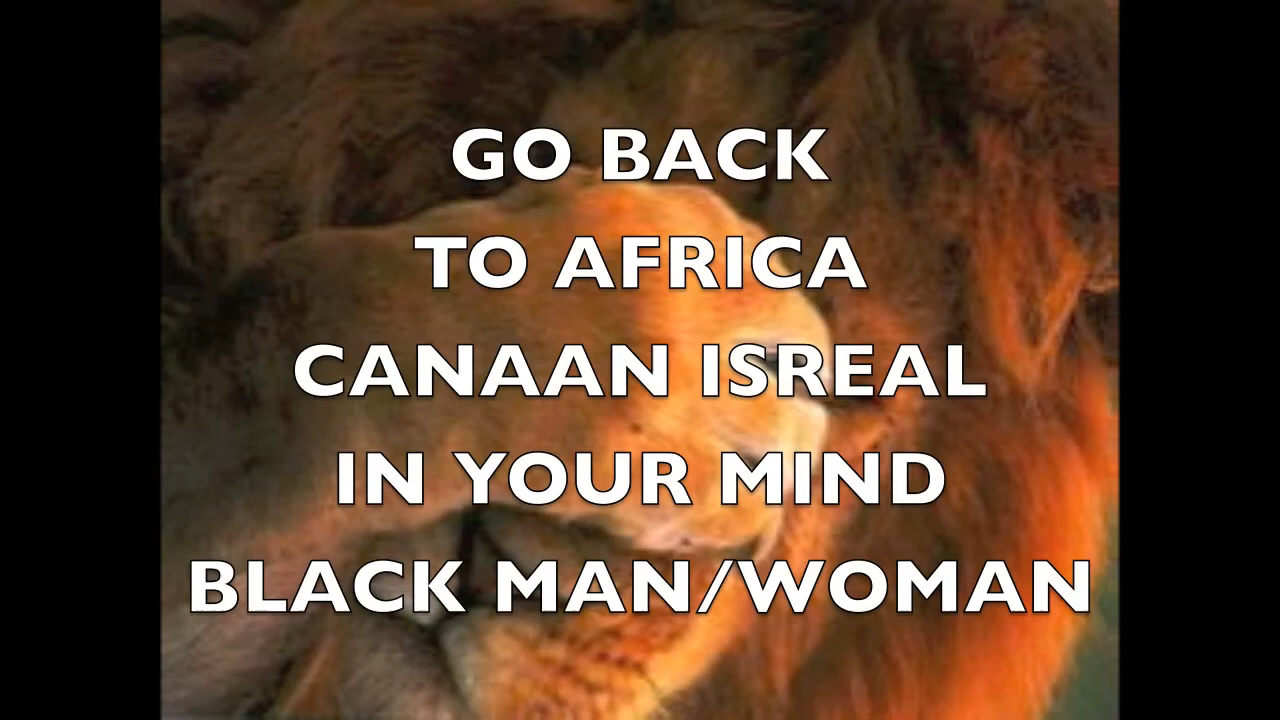 GO BACK
TO AFRICA
CANAAN ISREAL
IN YOUR MIND
BLACK MAN/WOMAN